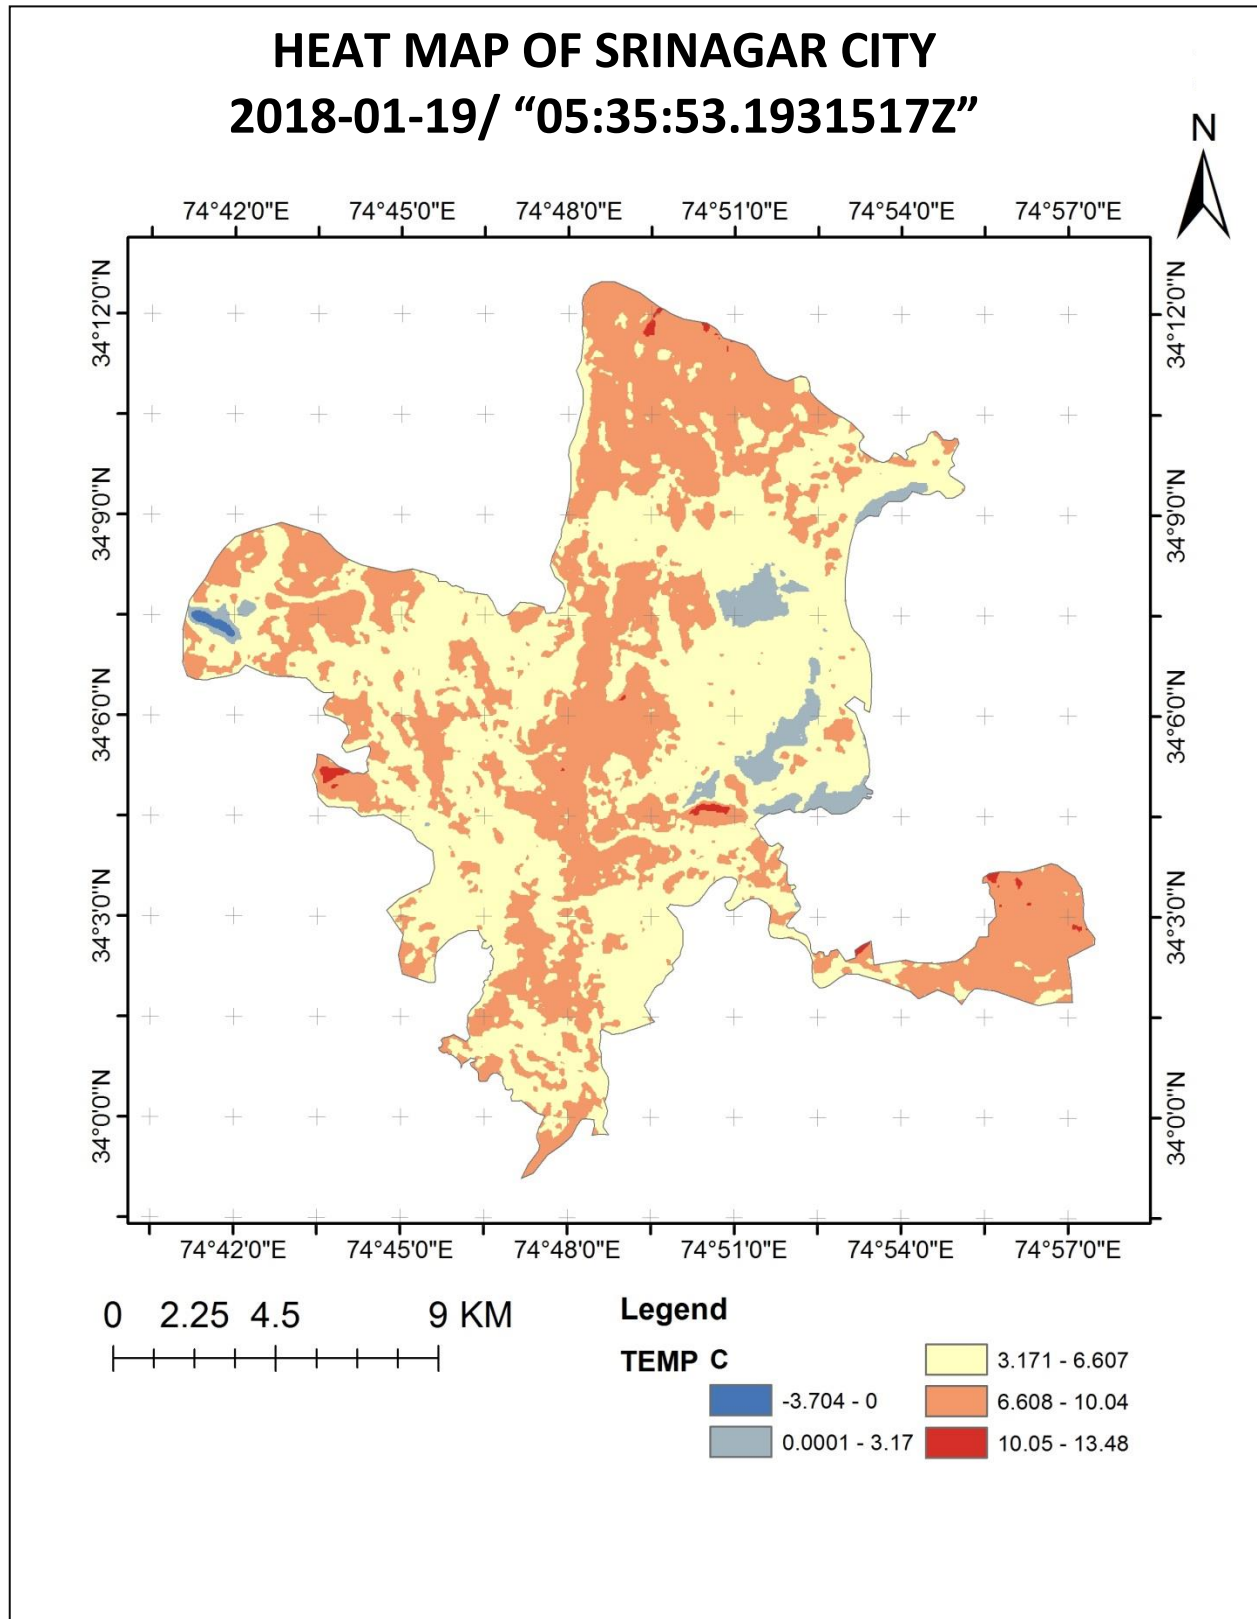 HEAT MAP OF SRINAGAR CITY
2018-01-19/ “05:35:53.1931517Z”
N
74°42'0"E 74°45'0"E 74°48'0"E 74°51'0"E 74°54'0"E 74°57'0"E
34°12'0"N 34°12'0"N
34°9'0"N 34°9'0"N
34°6'0"N 34°6'0"N
34°3'0"N 34°3'0"N
34°0'0"N 34°0'0"N
74°42'0"E 74°45'0"E 74°48'0"E 74°51'0"E 74°54'0"E 74°57'0"E
0 2.25 4.5 9 KM
Legend
TEMP C
-3.704 - 0
0.0001 - 3.17
3.171 - 6.607
6.608 - 10.04
10.05 - 13.48